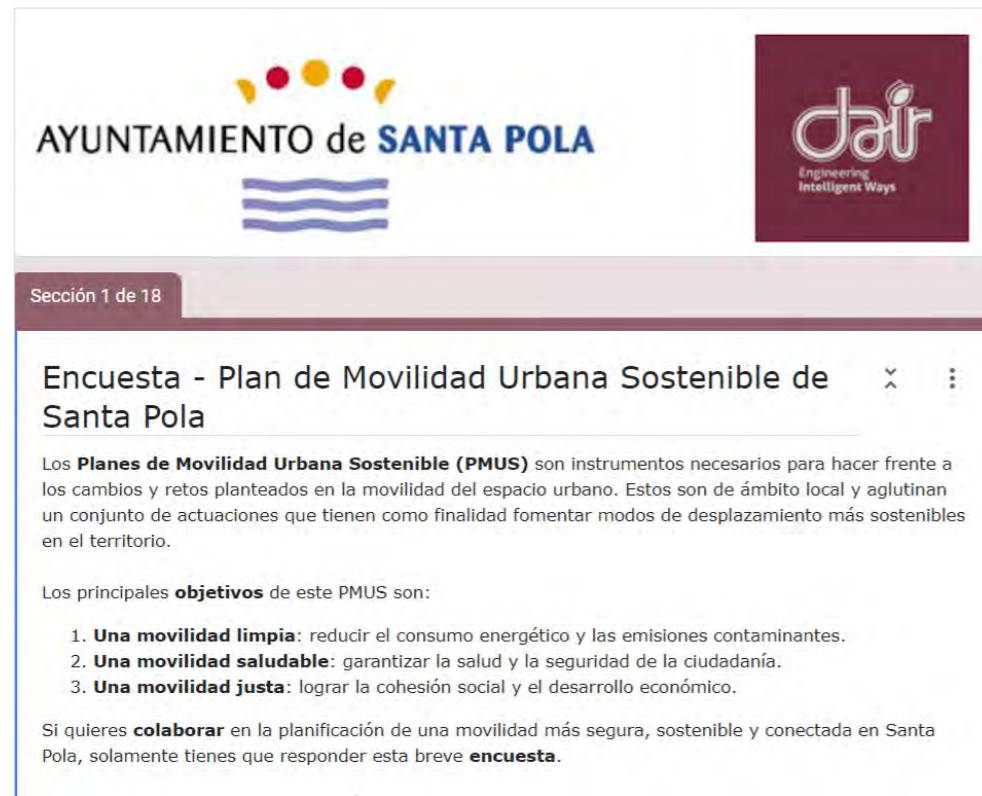 AYUNTAMIENTO de SANTA POLA
dair
Engineering
Intelligent Ways
Sección 1 de 18
Encuesta - Plan de Movilidad Urbana Sostenible de
Santa Pola
Los Planes de Movilidad Urbana Sostenible (PMUS) son instrumentos necesarios para hacer frente a
los cambios y retos planteados en la movilidad del espacio urbano. Estos son de ámbito local y aglutinan
un conjunto de actuaciones que tienen como finalidad fomentar modos de desplazamiento más sostenibles
en el territorio.
Los principales objetivos de este PMUS son:
1. Una movilidad limpia: reducir el consumo energético y las emisiones contaminantes.
2. Una movilidad saludable: garantizar la salud y la seguridad de la ciudadanía.
3. Una movilidad justa: lograr la cohesión social y el desarrollo económico.
Si quieres colaborar en la planificación de una movilidad más segura, sostenible y conectada en Santa
Pola, solamente tienes que responder esta breve encuesta.